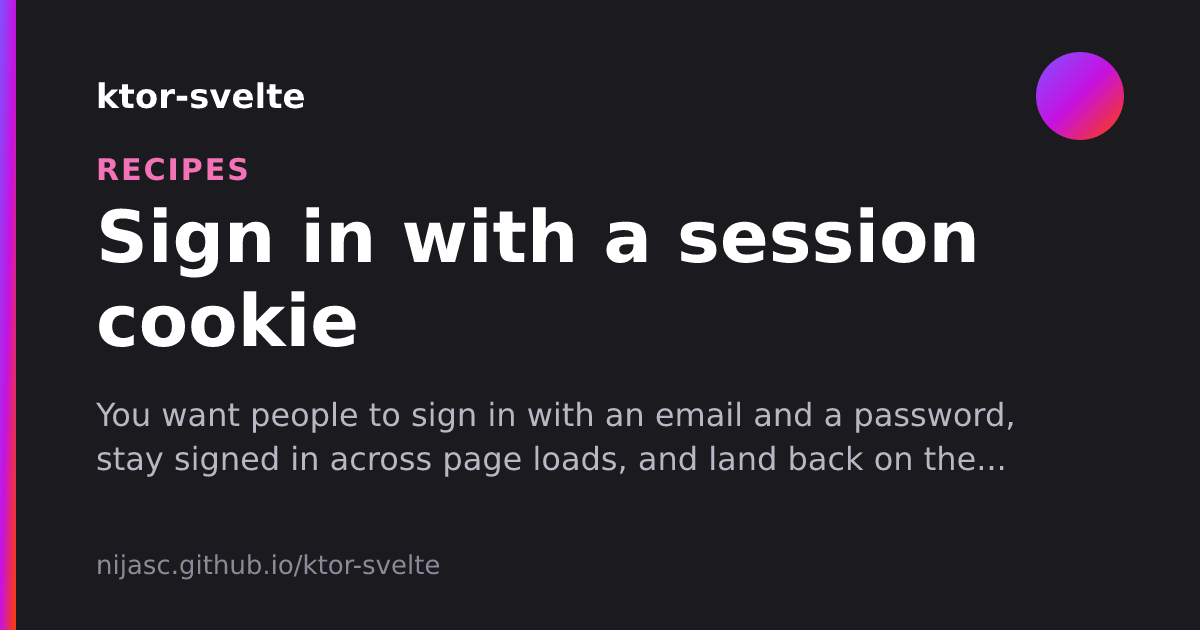 ktor-svelte
RECIPES
Sign in with a session
cookie
You want people to sign in with an email and a password,
stay signed in across page loads, and land back on the...
nijasc.github.io/ktor-svelte